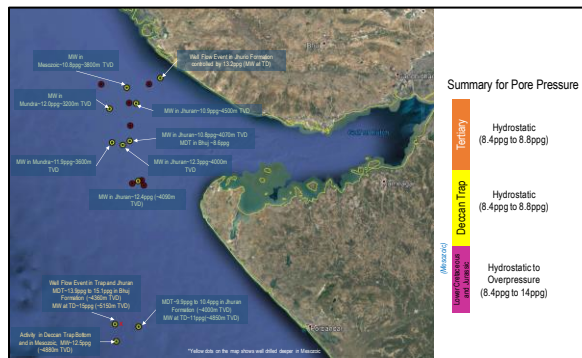 Well Flow Event in Jhuran Formation
controlled by 13.2ppg (MW at TD)
MW in
Mesozoic~10.8ppg~3800m TVD
MW in
Mundra~12.0ppg~3200m TVD
MW in Jhuran~10.9ppg~4500m TVD
MW in Jhuran~10.8ppg~4070m TVD
MDT in Bhuj ~8.6ppg
MW in Mundra~11.9ppg~3600m
TVD
MW in Jhuran~12.3ppg~4000m
TVD
MW in Jhuran~12.4ppg (~4090m
TVD)
Well Flow Event in Trap and Jhuran
MDT~13.9ppg to 15.1ppg in Bhuj
Formation (~4360m TVD)
MW at TD~15ppg (~5150m TVD)
MDT~9.9ppg to 10.4ppg in Jhuran
Formation (~4000m TVD)
MW at TD~11ppg(~4850m TVD)
Activity in Deccan Trap Bottom
and in Mesozoic, MW~12.5ppg
(~4880m TVD)
Porbandar
*Yellow dots on the map shows well drilled deeper in Mesozoic
Summary for Pore Pressure
Tertiary
Hydrostatic
(8.4ppg to 8.8ppg)
Deccan Trap
Hydrostatic
(8.4ppg to 8.8ppg)
(Mesozoic)
Lower Cretaceous
and Jurassic
Hydrostatic to
Overpressure
(8.4ppg to 14ppg)